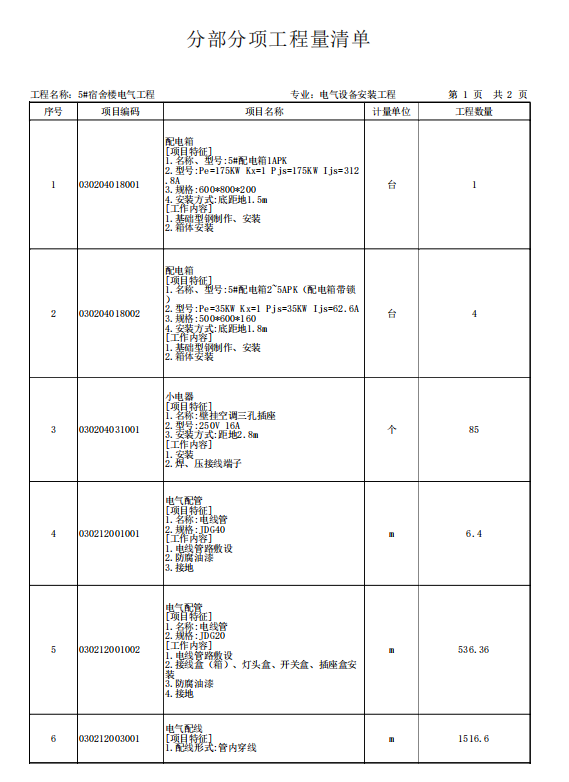 分部分项工程量清单
工程名称：5#宿舍楼电气工程 专业：电气设备安装工程 第 1 页 共 2 页
序号 项目编码 项目名称 计量单位 工程数量
1 030204018001 台 1
配电箱
[项目特征]
1.名称、型号:5#配电箱1APK
2.型号:Pe=175KW Kx=1 Pjs=175KW Ijs=312
.8A
3.规格:600*800*200
4.安装方式:底距地1.5m
[工作内容]
1.基础型钢制作、安装
2.箱体安装
2 030204018002 台 4
配电箱
[项目特征]
1.名称、型号:5#配电箱2~5APK（配电箱带锁
）
2.型号:Pe=35KW Kx=1 Pjs=35KW Ijs=62.6A
3.规格:500*600*160
4.安装方式:底距地1.8m
[工作内容]
1.基础型钢制作、安装
2.箱体安装
3 030204031001 个 85
小电器
[项目特征]
1.名称:壁挂空调三孔插座
2.型号:250V 16A
3.安装方式:距地2.8m
[工作内容]
1.安装
2.焊、压接线端子
4 030212001001 m 6.4
电气配管
[项目特征]
1.名称:电线管
2.规格:JDG40
[工作内容]
1.电线管路敷设
2.防腐油漆
3.接地
5 030212001002 m 536.36
电气配管
[项目特征]
1.名称:电线管
2.规格:JDG20
[工作内容]
1.电线管路敷设
2.接线盒（箱）、灯头盒、开关盒、插座盒安
装
3.防腐油漆
4.接地
6 030212003001 m 1516.6
电气配线
[项目特征]
1.配线形式:管内穿线